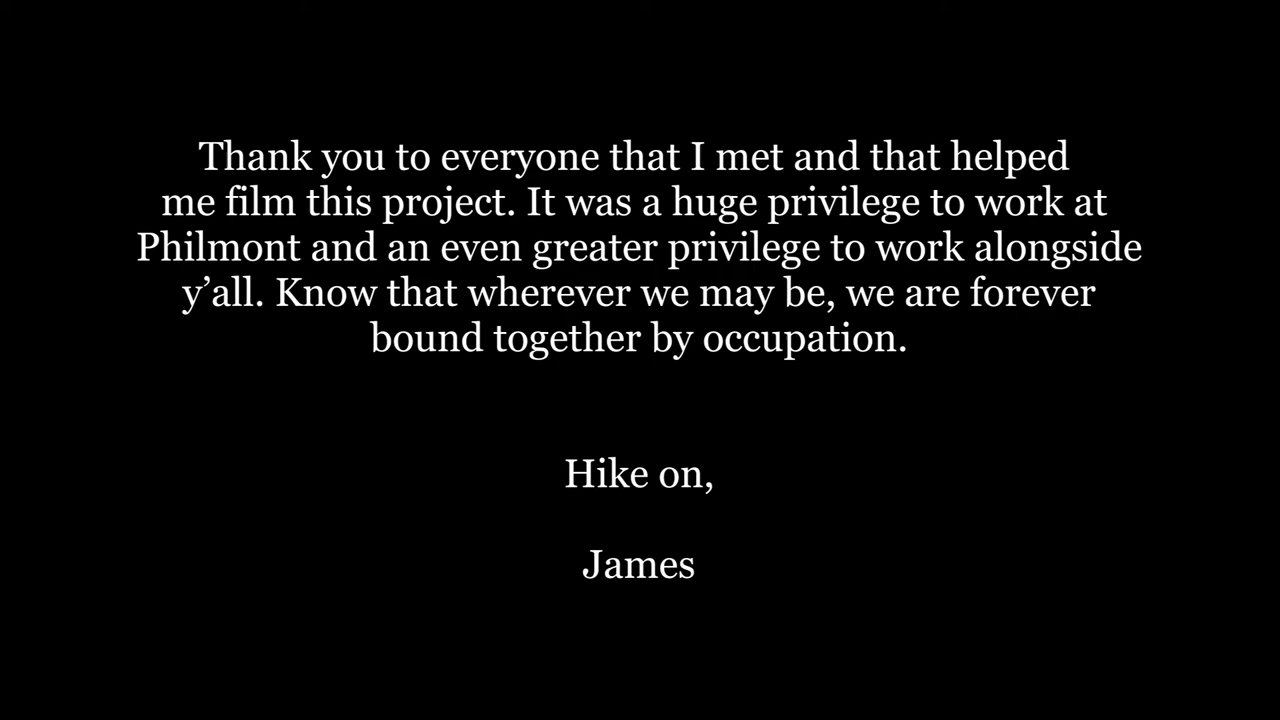 Thank you to everyone that I met and that helped
me film this project. It was a huge privilege to work at
Philmont and an even greater privilege to work alongside
y’all. Know that wherever we may be, we are forever
bound together by occupation.
Hike on,
James